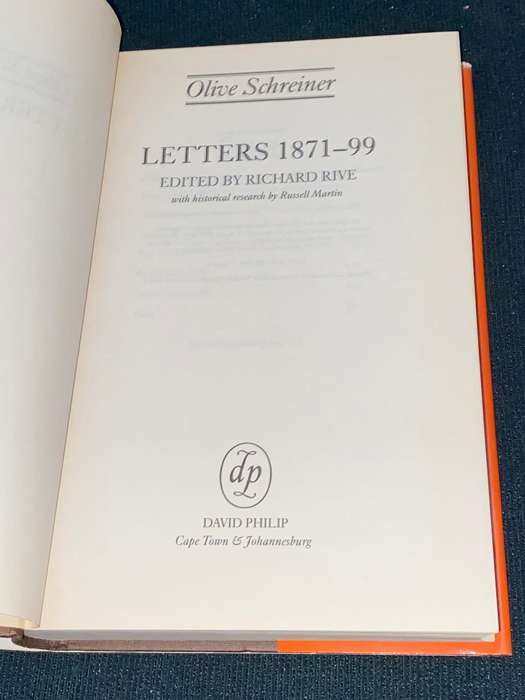 Olive Schreiner
LETTERS 1871–99
EDITED BY RICHARD RIVE
with historical research by Russell Martin
dp
DAVID PHILIP
Cape Town & Johannesburg